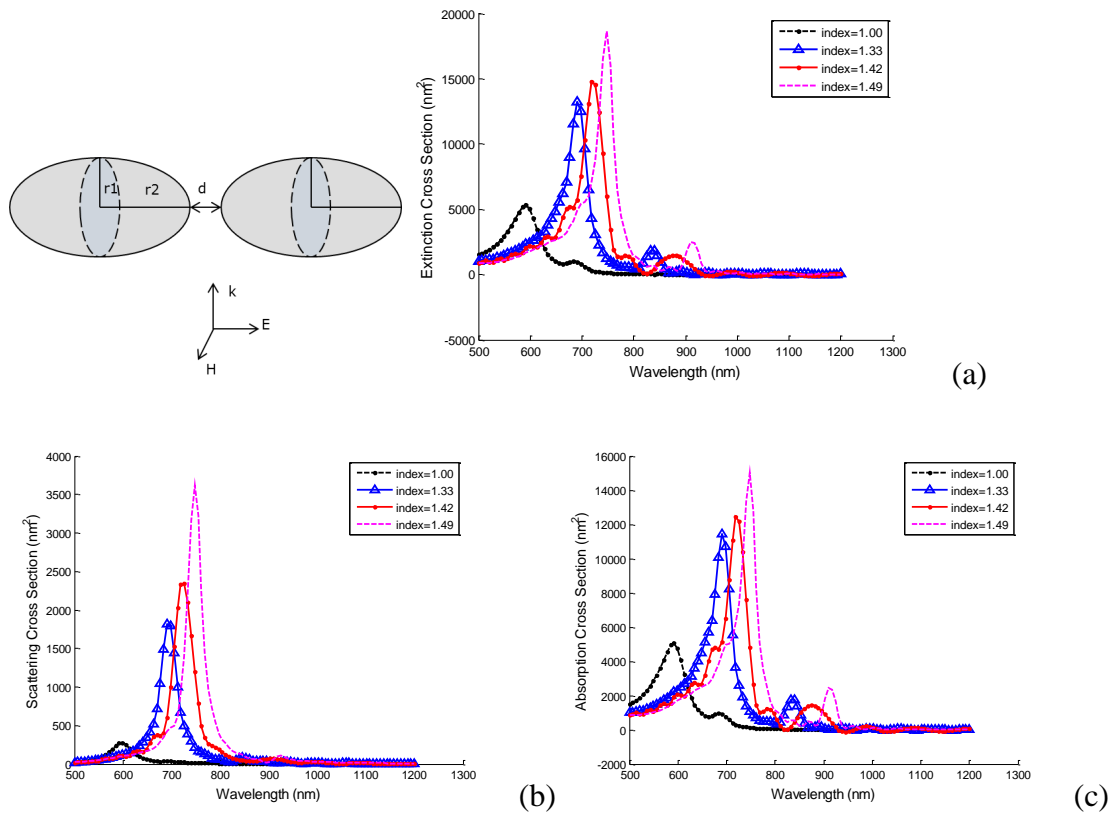 r1
r2
d
k
E
H
Extinction Cross Section (nm²)
20000
15000
10000
5000
0
-5000
500 600 700 800 900 1000 1100 1200 1300
Wavelength (nm)
index=1.00
index=1.33
index=1.42
index=1.49
(a)
Scattering Cross Section (nm²)
4000
3500
3000
2500
2000
1500
1000
500
0
500 600 700 800 900 1000 1100 1200 1300
Wavelength (nm)
index=1.00
index=1.33
index=1.42
index=1.49
(b)
Absorption Cross Section (nm²)
16000
14000
12000
10000
8000
6000
4000
2000
0
-2000
500 600 700 800 900 1000 1100 1200 1300
Wavelength (nm)
index=1.00
index=1.33
index=1.42
index=1.49
(c)